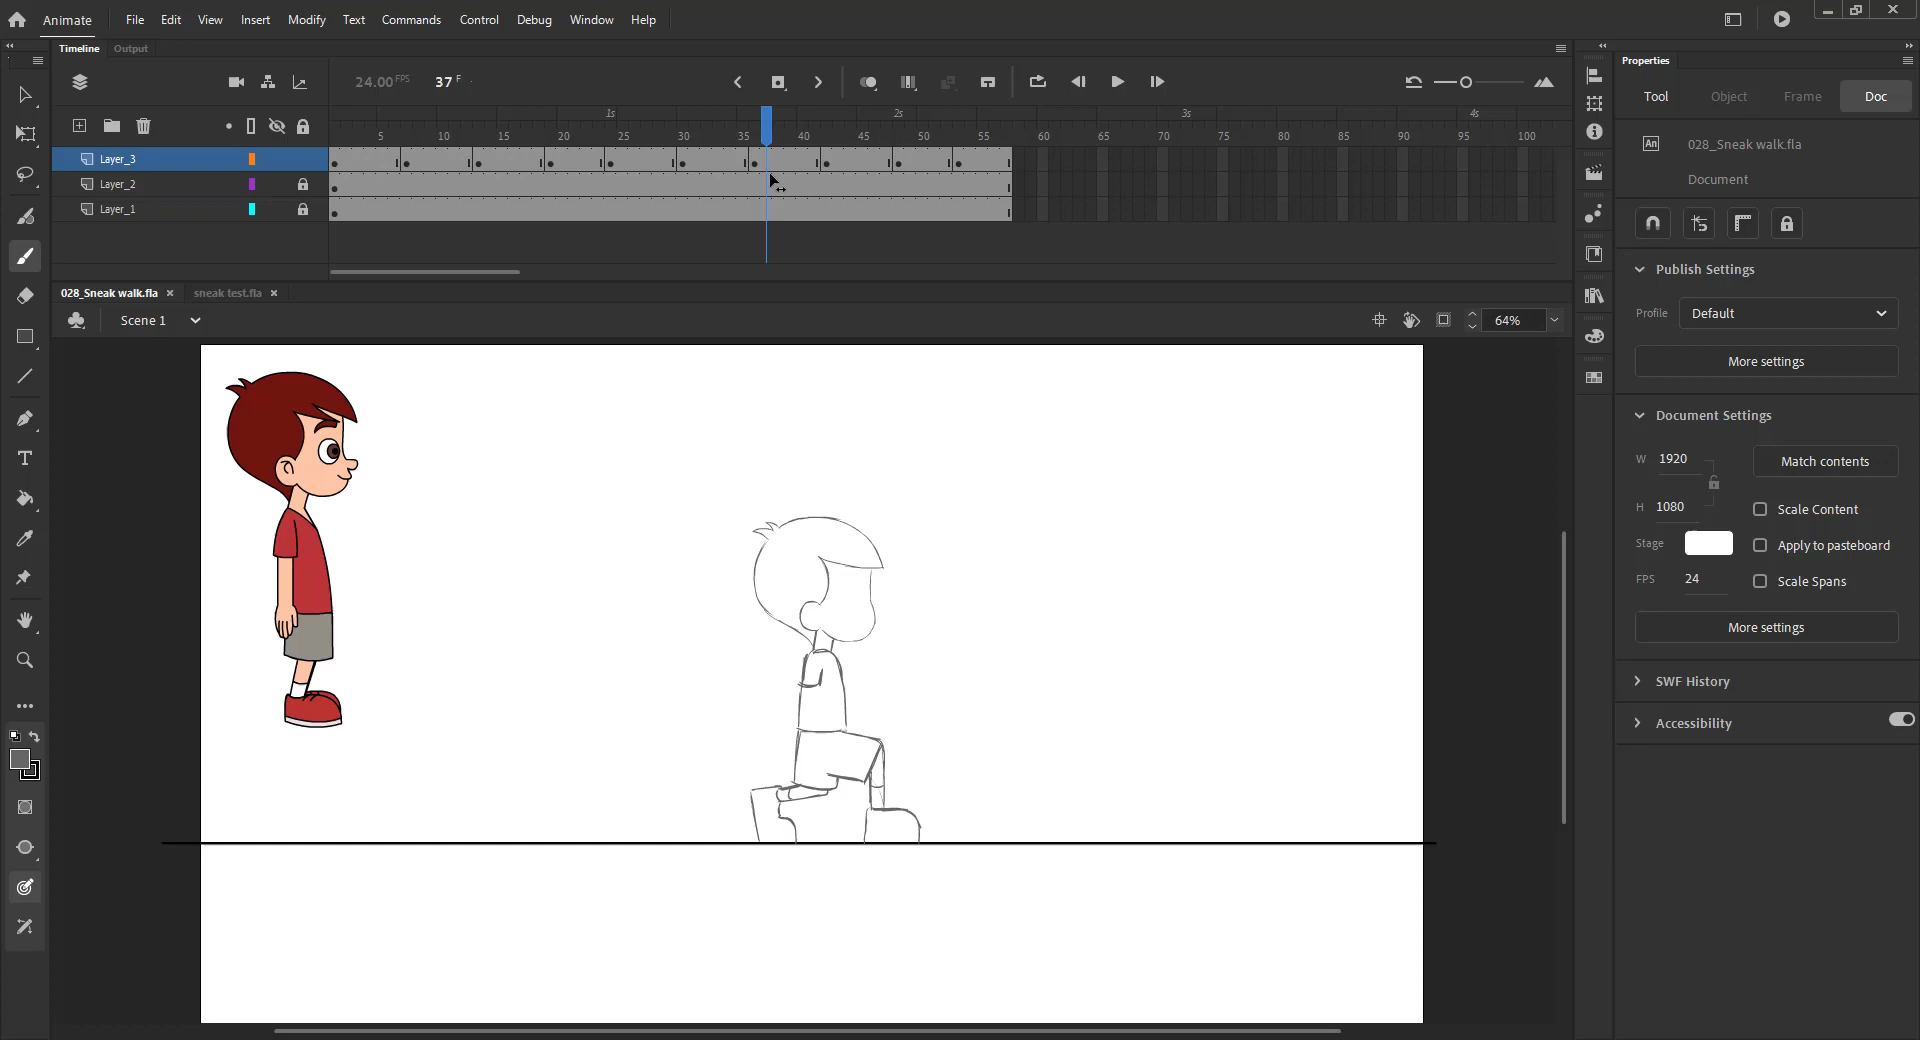 Animate File Edit View Insert Modify Text Commands Control Debug Window Help
Timeline Output
24.00 FPS 37 F
1s 2s 3s 4s
5 10 15 20 25 30 35 40 45 50 55 60 65 70 75 80 85 90 95 100
Layer_3
Layer_2
Layer_1
028_Sneak walk.fla × sneak test.fla ×
Scene 1 64%
Properties
Tool Object Frame Doc
An 028_Sneak walk.fla
Document
Publish Settings
Profile Default
More settings
Document Settings
W 1920 Match contents
H 1080 Scale Content
Stage Apply to pasteboard
FPS 24 Scale Spans
More settings
SWF History
Accessibility